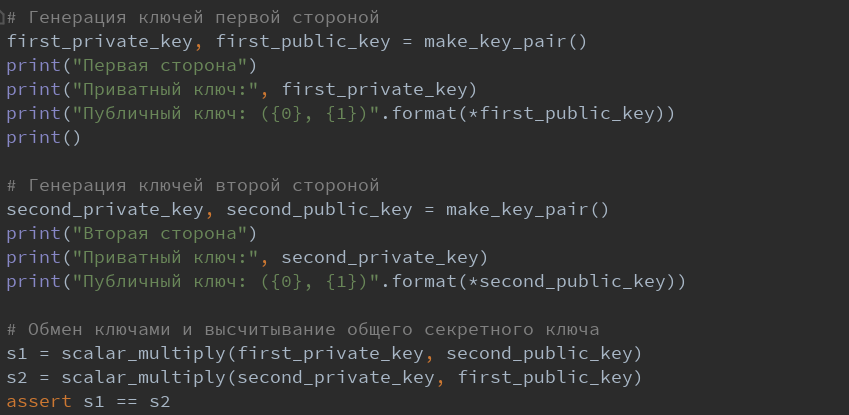 # Генерация ключей первой стороной
first_private_key, first_public_key = make_key_pair()
print("Первая сторона")
print("Приватный ключ:", first_private_key)
print("Публичный ключ: ({0}, {1})".format(*first_public_key))
print()
# Генерация ключей второй стороной
second_private_key, second_public_key = make_key_pair()
print("Вторая сторона")
print("Приватный ключ:", second_private_key)
print("Публичный ключ: ({0}, {1})".format(*second_public_key))
# Обмен ключами и высчитывание общего секретного ключа
s1 = scalar_multiply(first_private_key, second_public_key)
s2 = scalar_multiply(second_private_key, first_public_key)
assert s1 == s2